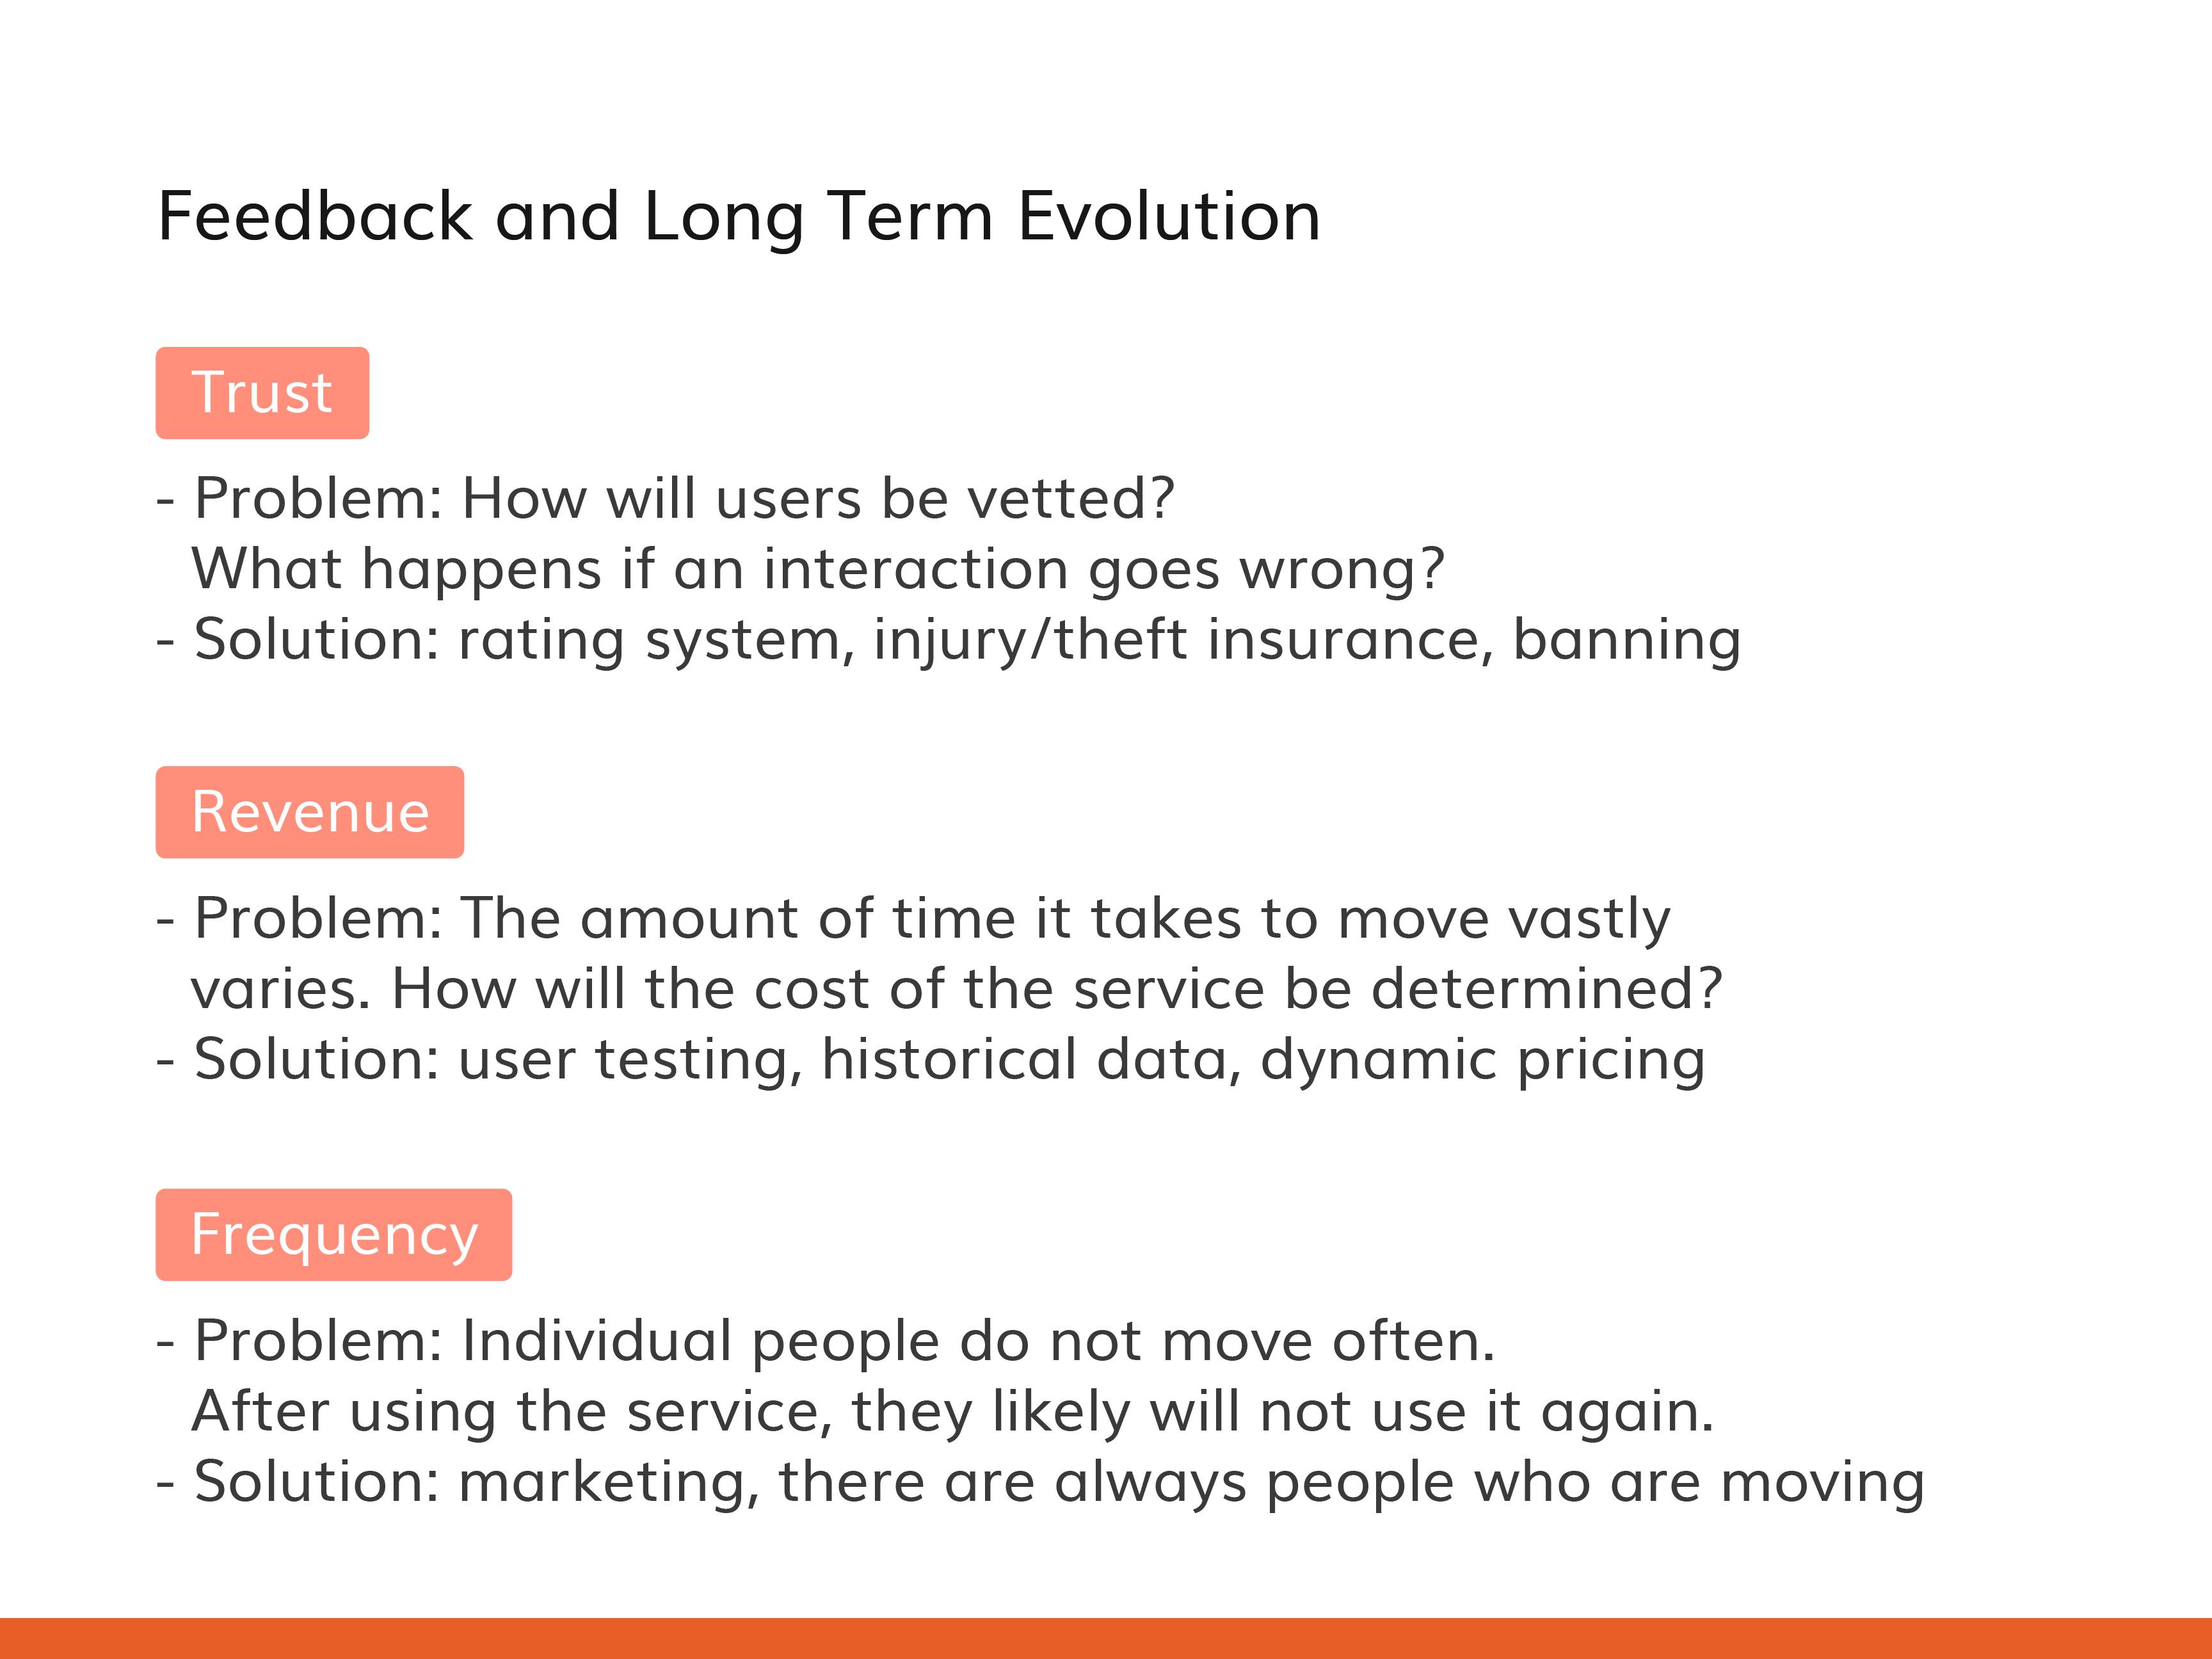 Feedback and Long Term Evolution
Trust
- Problem: How will users be vetted?
What happens if an interaction goes wrong?
- Solution: rating system, injury/theft insurance, banning
Revenue
- Problem: The amount of time it takes to move vastly
varies. How will the cost of the service be determined?
- Solution: user testing, historical data, dynamic pricing
Frequency
- Problem: Individual people do not move often.
After using the service, they likely will not use it again.
- Solution: marketing, there are always people who are moving